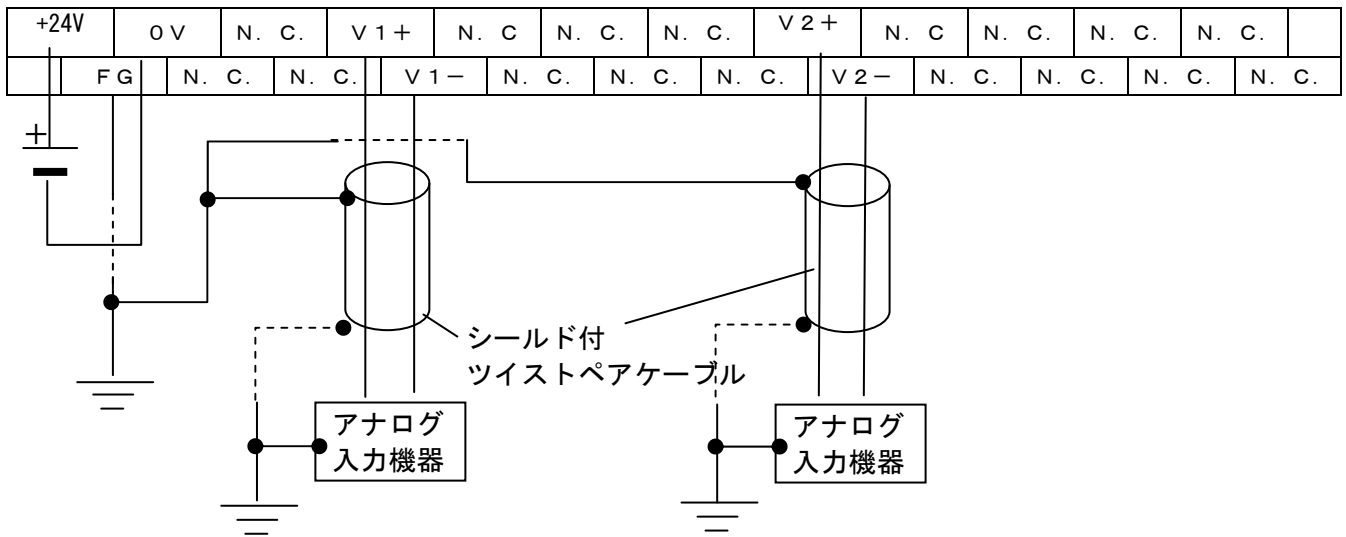 +24V 0V N. C. V1+ N. C N. C. N. C. V2+ N. C N. C. N. C. N. C.
FG N. C. N. C. V1− N. C. N. C. N. C. V2− N. C. N. C. N. C. N. C.
+
シールド付
ツイストペアケーブル
アナログ
入力機器
アナログ
入力機器